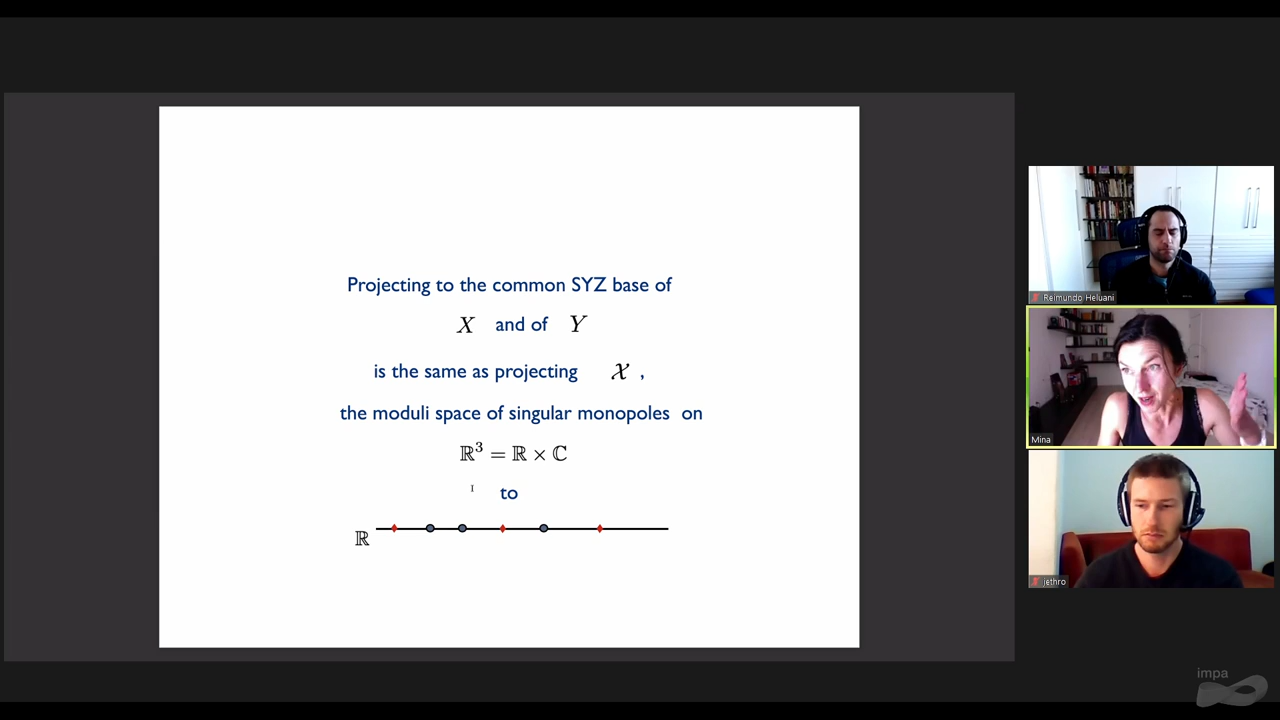 Projecting to the common SYZ base of
X and of Y
is the same as projecting 𝒳 ,
the moduli space of singular monopoles on
ℝ³ = ℝ × ℂ
to
ℝ
Reimundo Heluani
Mina
jethro
impa